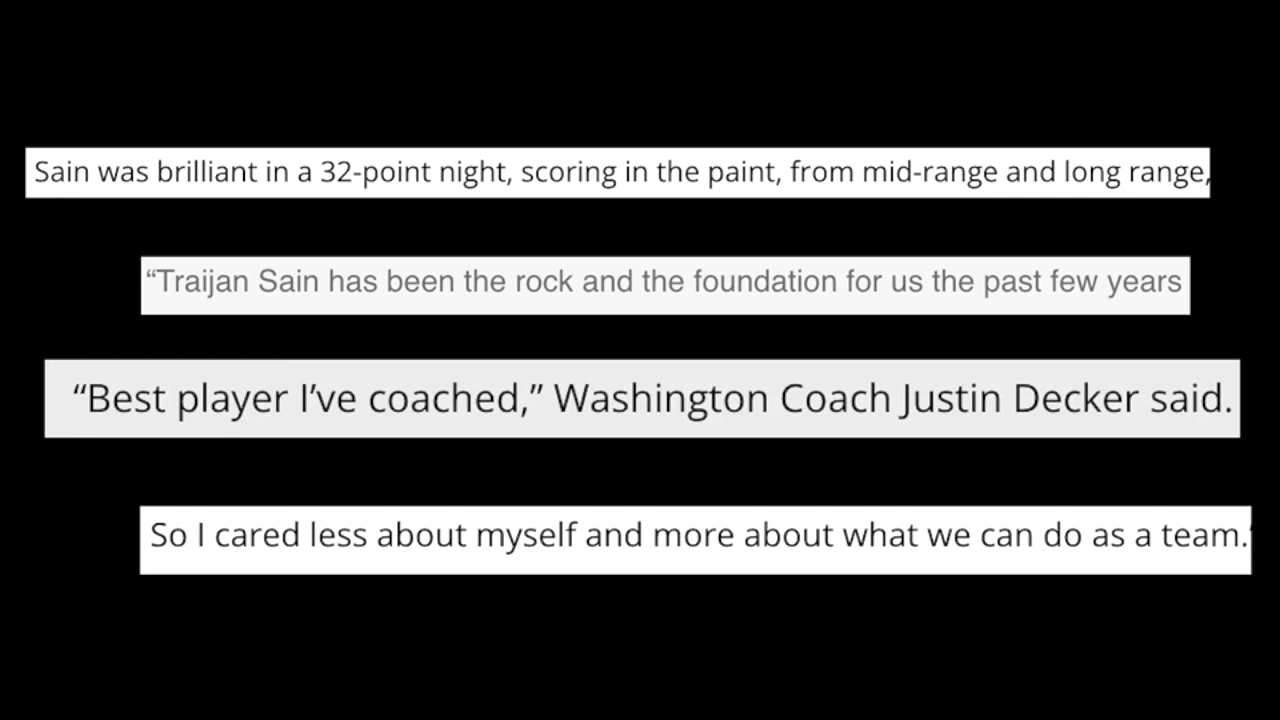 Sain was brilliant in a 32-point night, scoring in the paint, from mid-range and long range,
“Traijan Sain has been the rock and the foundation for us the past few years
“Best player I’ve coached,” Washington Coach Justin Decker said.
So I cared less about myself and more about what we can do as a team.”